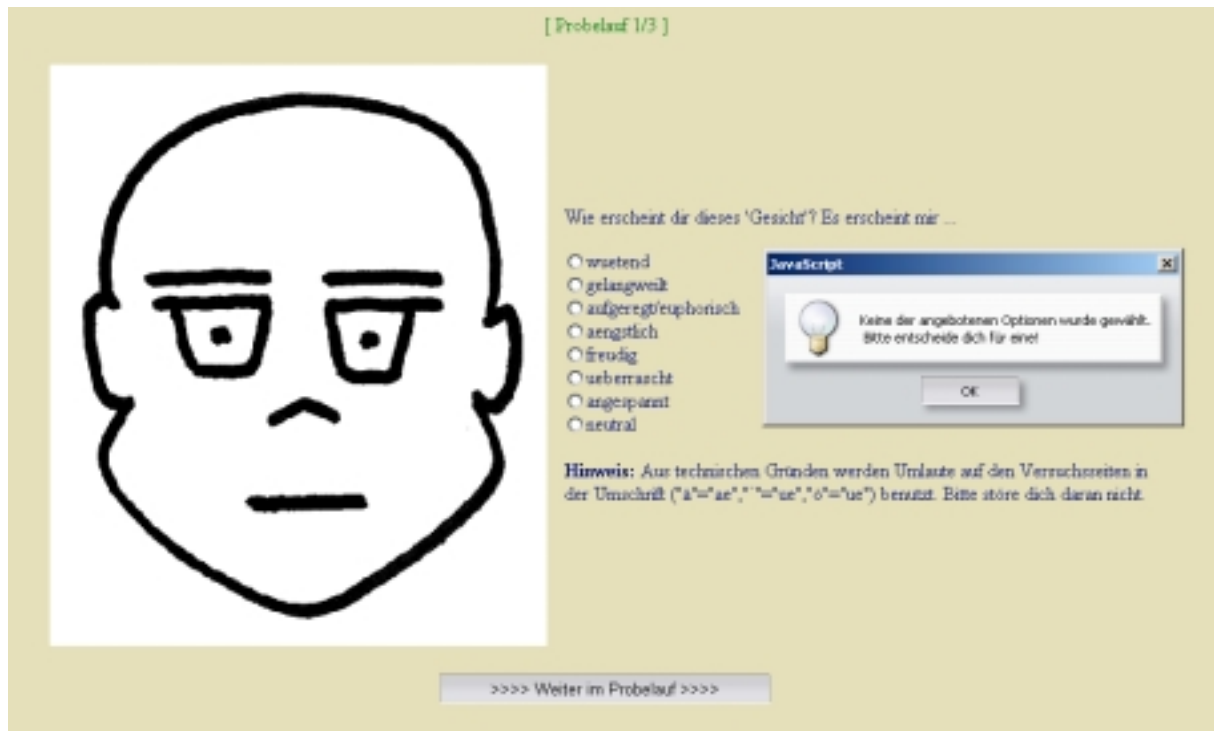 [ Probelauf 1/3 ]
Wie erscheint dir dieses 'Gesicht'? Es erscheint mir ...
wuetend
gelangweilt
aufgeregt/euphorisch
aengstlich
freudig
ueberrascht
angespannt
neutral
JavaScript
Keine der angebotenen Optionen wurde gewählt.
Bitte entscheide dich für eine!
OK
Hinweis: Aus technischen Gründen werden Umlaute auf den Versuchsseiten in
der Umschrift ("ä"="ae","¨"="ue","ö"="ue") benutzt. Bitte störe dich daran nicht.
>>>> Weiter im Probelauf >>>>